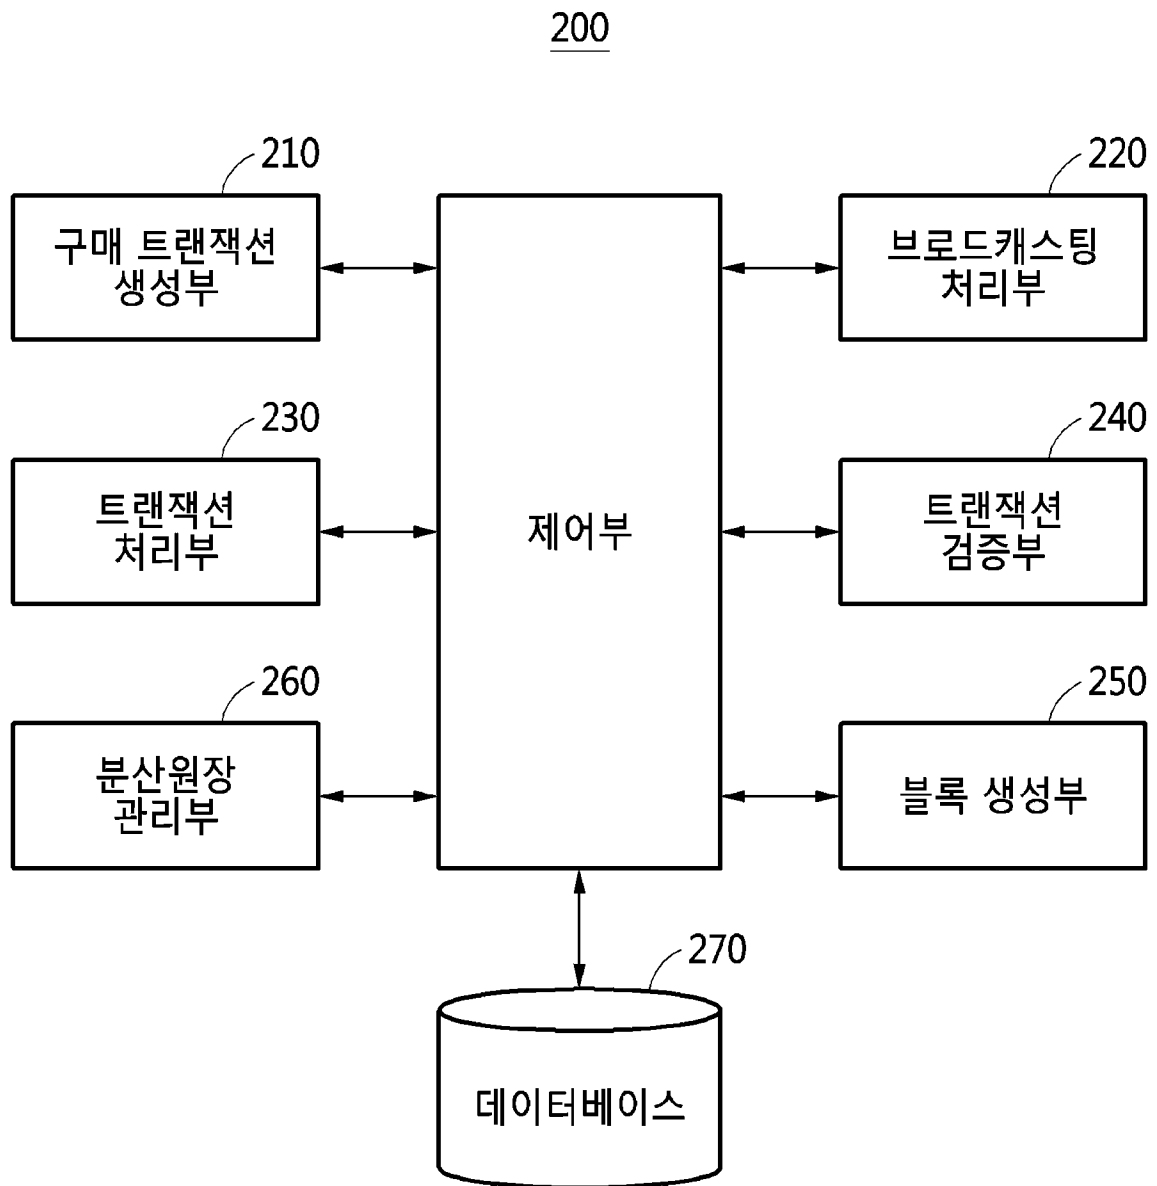 200
210
구매 트랜잭션
생성부
220
브로드캐스팅
처리부
230
트랜잭션
처리부
제어부
240
트랜잭션
검증부
260
분산원장
관리부
250
블록 생성부
270
데이터베이스